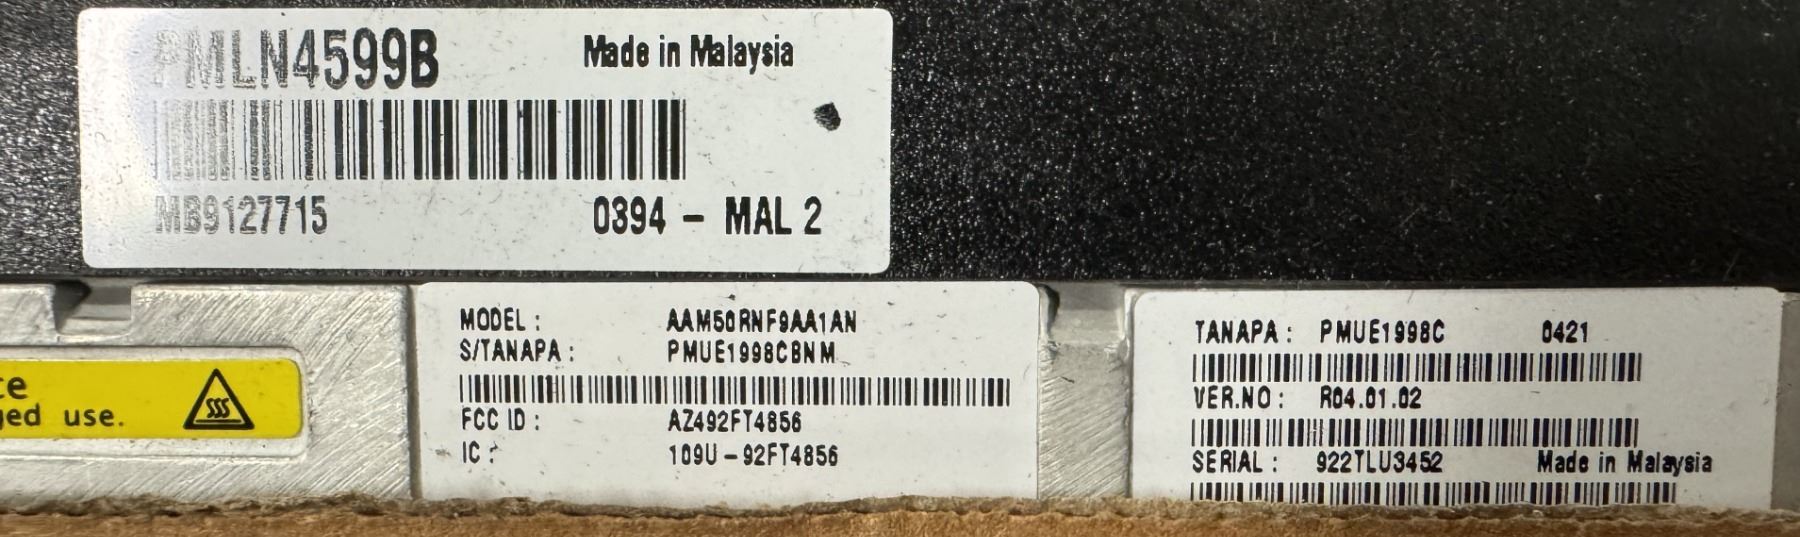 PMLN4599B Made in Malaysia
MB9127715 0394 - MAL 2
ce
ged use.
MODEL : AAM50RNF9AA1AN
S/TANAPA : PMUE1998CBNM
FCC ID : AZ492FT4856
IC : 109U-92FT4856
TANAPA : PMUE1998C 0421
VER.NO : R04.01.02
SERIAL : 922TLU3452 Made in Malaysia